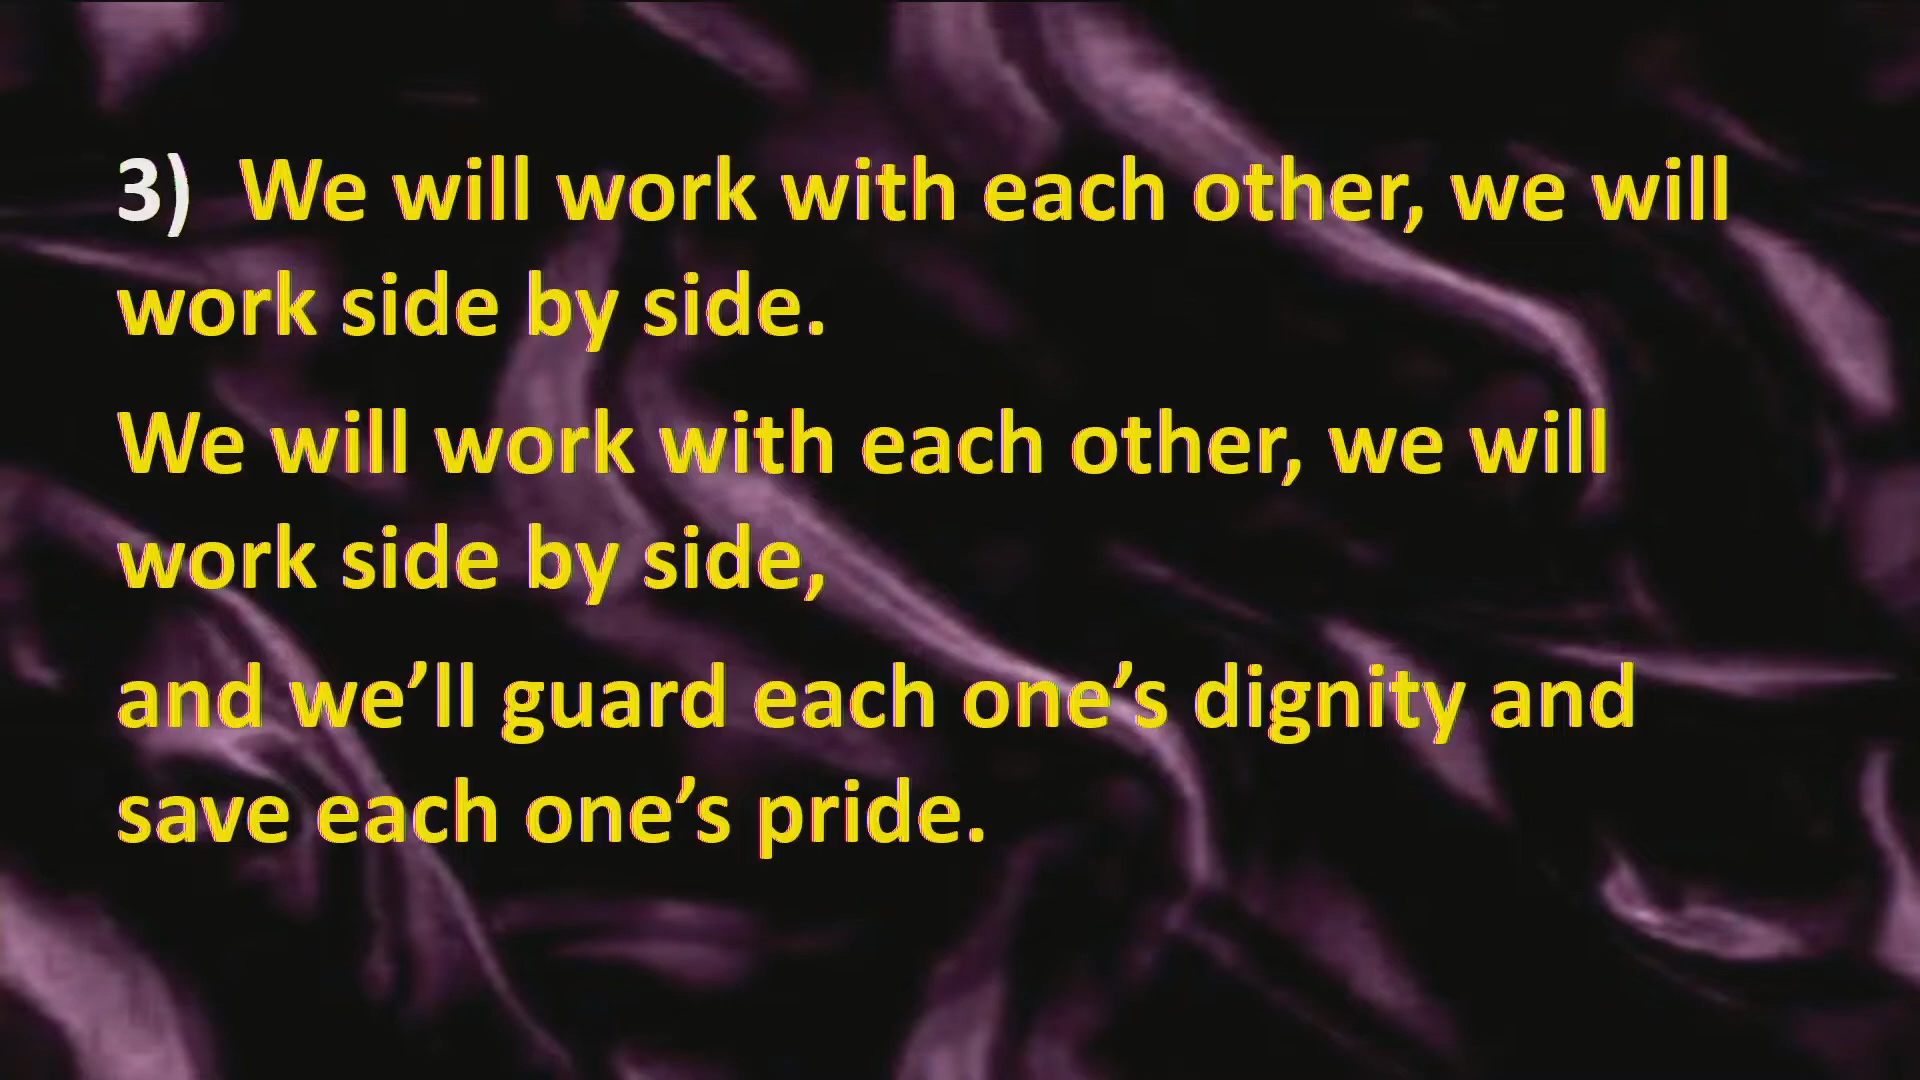 3) We will work with each other, we will
work side by side.
We will work with each other, we will
work side by side,
and we’ll guard each one’s dignity and
save each one’s pride.